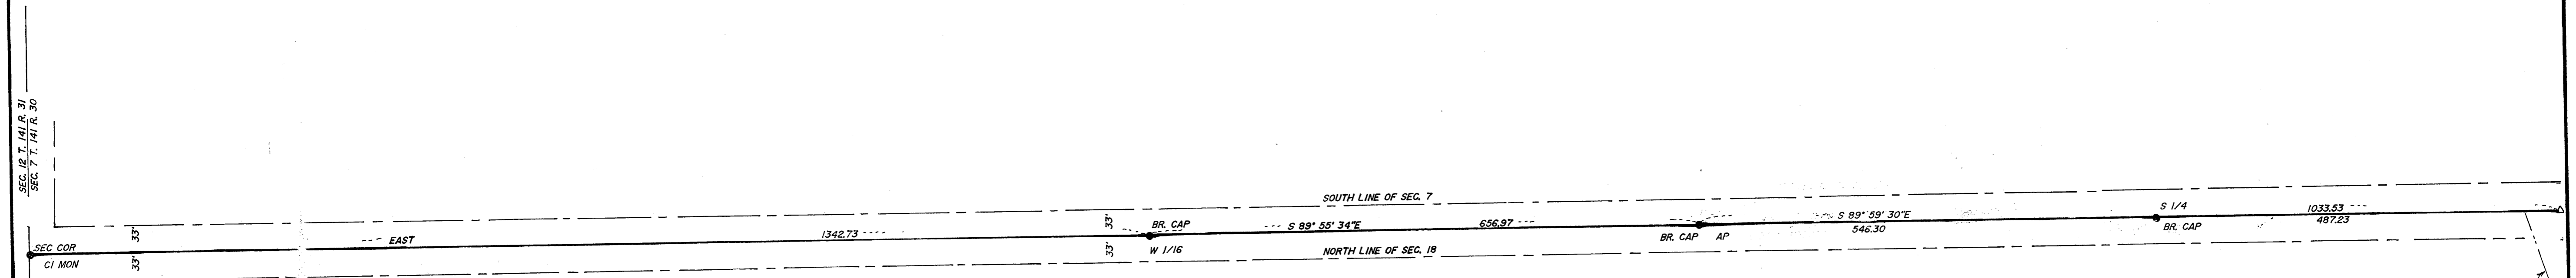 SEC. 12 T. 141 R. 31
SEC. 7 T. 141 R. 30
SOUTH LINE OF SEC. 7
33'
33'
SEC COR
C1 MON
EAST
1342.73
33'
33'
BR. CAP
W 1/16
S 89° 55' 34"E
656.97
NORTH LINE OF SEC. 18
BR. CAP AP
S 89° 59' 30"E
546.30
S 1/4
BR. CAP
1033.53
487.23